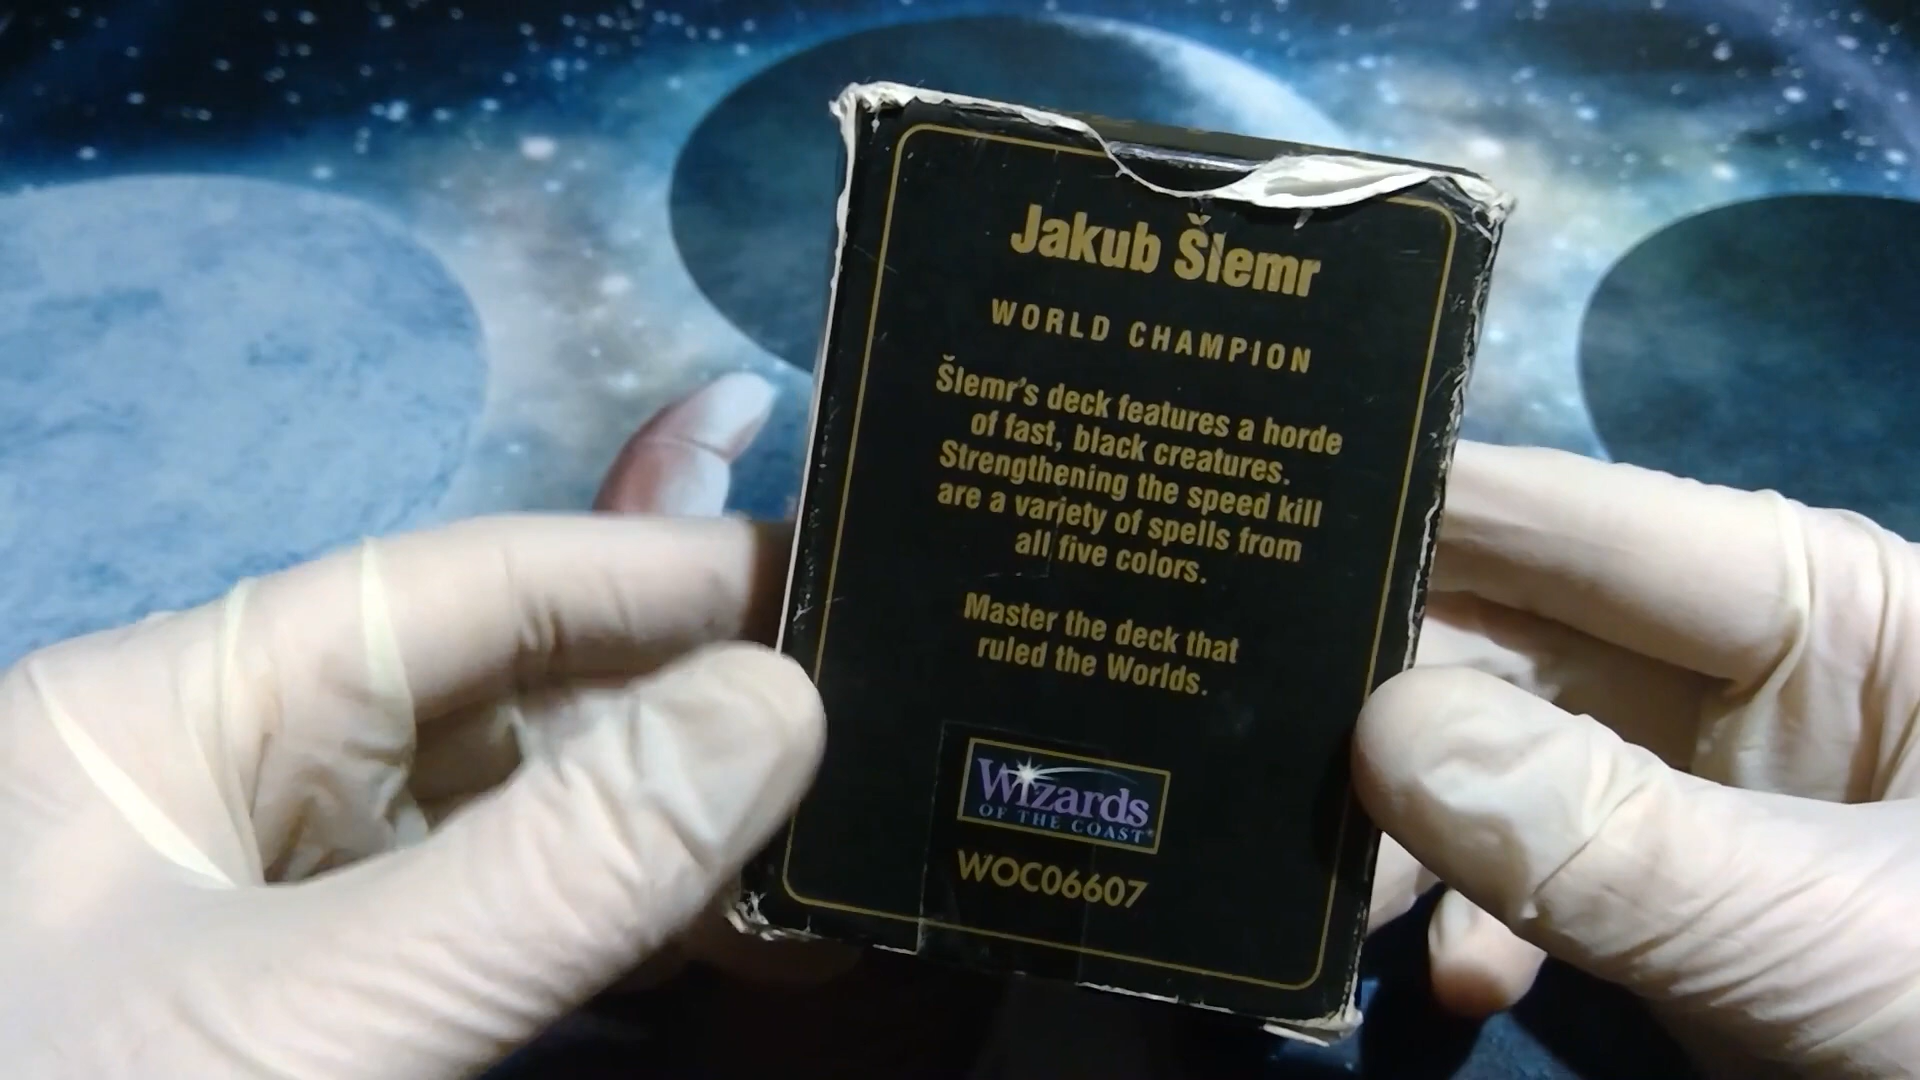 Jakub Šlemr
WORLD CHAMPION
Šlemr's deck features a horde
of fast, black creatures.
Strengthening the speed kill
are a variety of spells from
all five colors.
Master the deck that
ruled the Worlds.
Wizards
OF THE COAST®
WOC06607